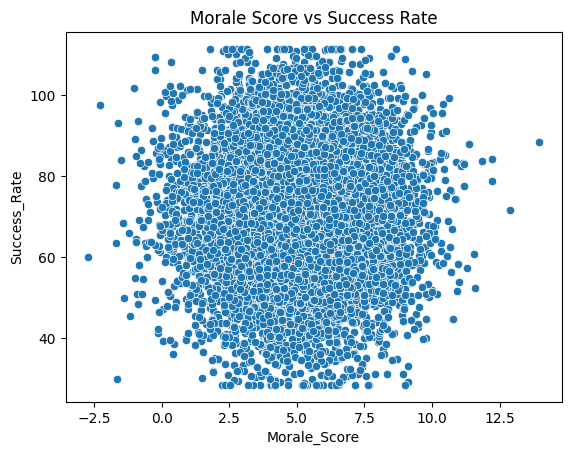 Morale Score vs Success Rate
100
80
60
40
Success_Rate
−2.5 0.0 2.5 5.0 7.5 10.0 12.5
Morale_Score